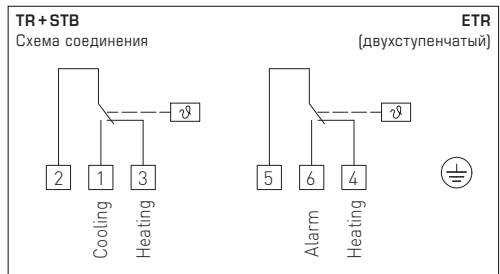 TR+STB
ETR
Схема соединения
(двухступенчатый)
ϑ
ϑ
2
1
3
5
6
4
Cooling
Heating
Alarm
Heating